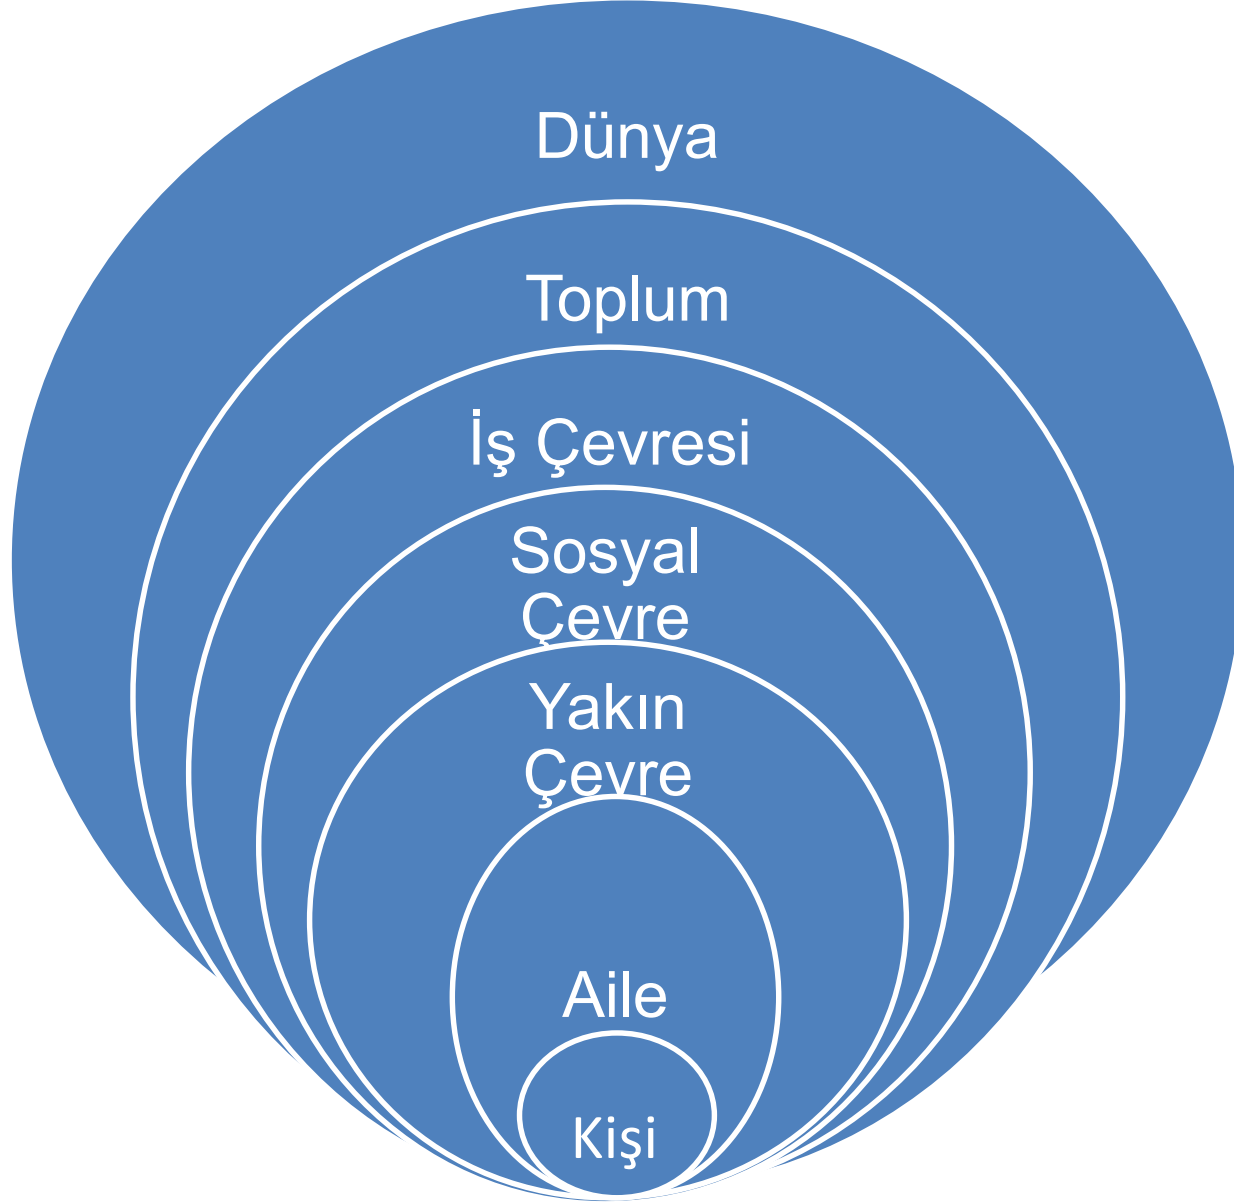 Dünya
Toplum
İş Çevresi
Sosyal
Çevre
Yakın
Çevre
Aile
Kişi